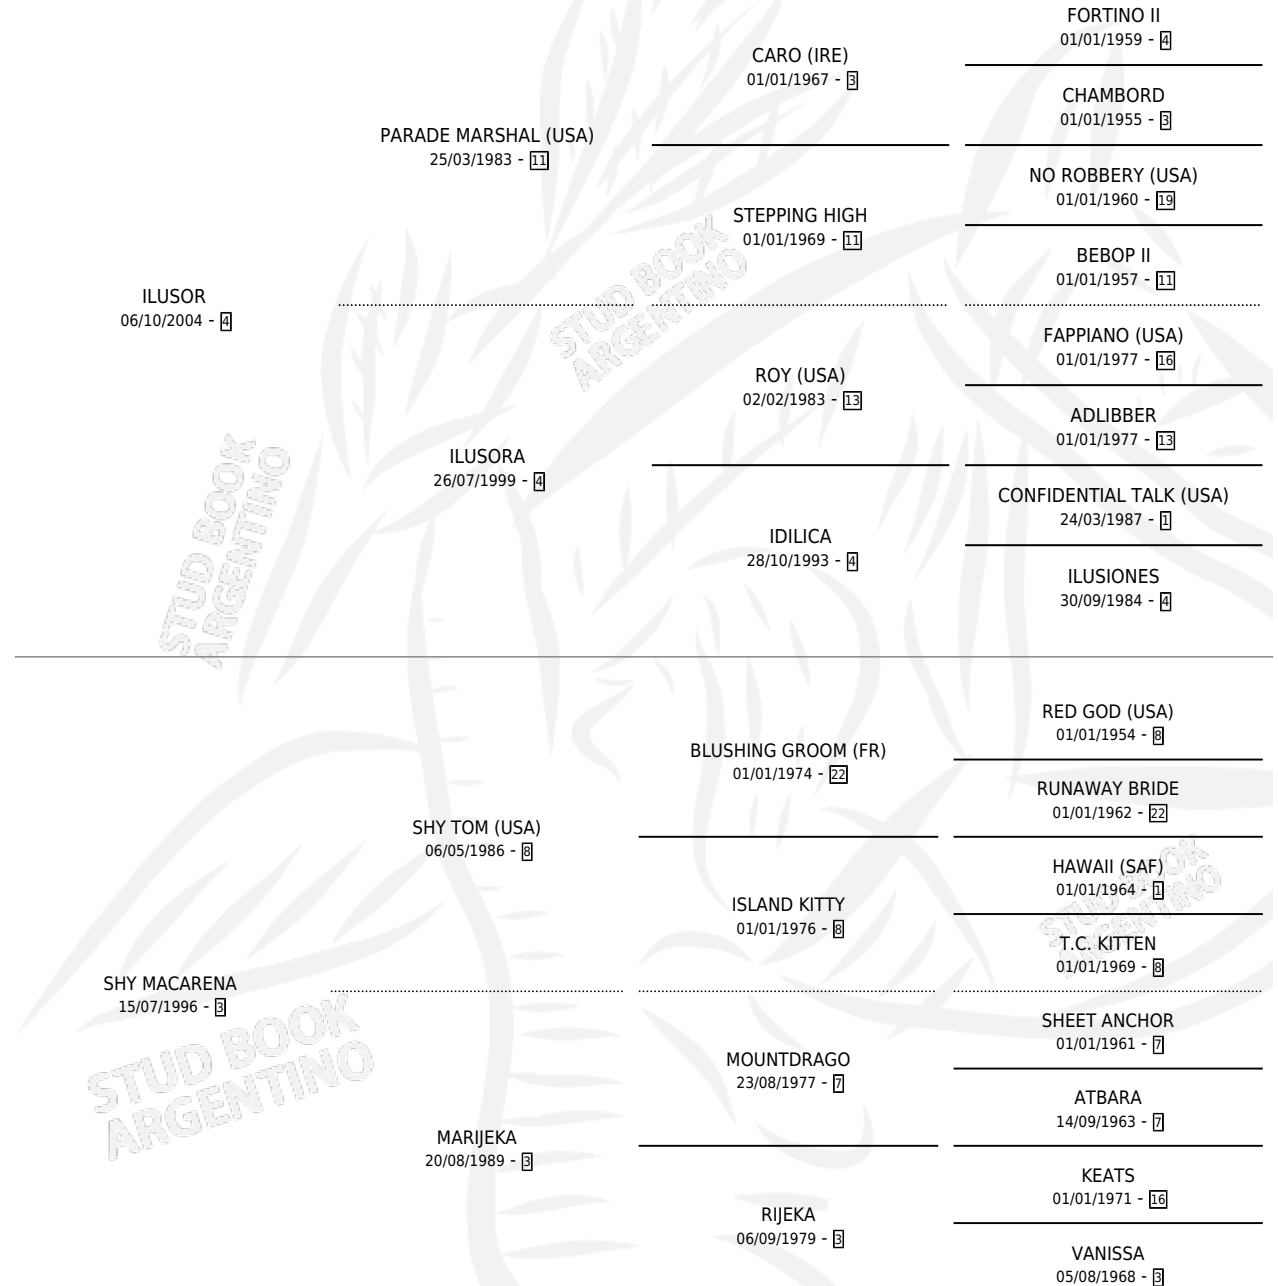 FORTINO II
01/01/1959 - 4
CARO (IRE)
01/01/1967 - 3
CHAMBORD
01/01/1955 - 3
PARADE MARSHAL (USA)
25/03/1983 - 11
NO ROBBERY (USA)
01/01/1960 - 19
STEPPING HIGH
01/01/1969 - 11
BEBOP II
01/01/1957 - 11
ILUSOR
06/10/2004 - 4
FAPPIANO (USA)
01/01/1977 - 16
ROY (USA)
02/02/1983 - 13
ADLIBBER
01/01/1977 - 13
ILUSORA
26/07/1999 - 4
CONFIDENTIAL TALK (USA)
24/03/1987 - 1
IDILICA
28/10/1993 - 4
ILUSIONES
30/09/1984 - 4
RED GOD (USA)
01/01/1954 - 8
BLUSHING GROOM (FR)
01/01/1974 - 22
RUNAWAY BRIDE
01/01/1962 - 22
SHY TOM (USA)
06/05/1986 - 8
HAWAII (SAF)
01/01/1964 - 1
ISLAND KITTY
01/01/1976 - 8
T.C. KITTEN
01/01/1969 - 8
SHY MACARENA
15/07/1996 - 3
SHEET ANCHOR
01/01/1961 - 7
MOUNTDRAGO
23/08/1977 - 7
ATBARA
14/09/1963 - 7
MARIJEKA
20/08/1989 - 3
KEATS
01/01/1971 - 16
RIJEKA
06/09/1979 - 3
VANISSA
05/08/1968 - 3
STUD BOOK
ARGENTINO
STUD BOOK
ARGENTINO
STUD BOOK
ARGENTINO
STUD BOOK
ARGENTINO